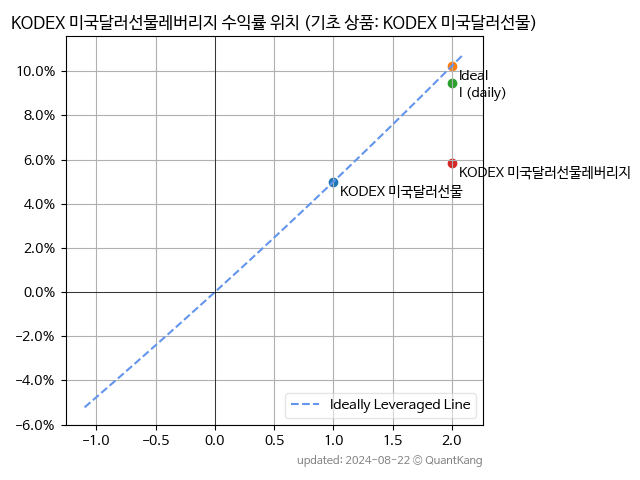 KODEX 미국달러선물레버리지 수익률 위치 (기초 상품: KODEX 미국달러선물)
10.0%
8.0%
6.0%
4.0%
2.0%
0.0%
−2.0%
−4.0%
−6.0%
Ideal
I (daily)
KODEX 미국달러선물레버리지
KODEX 미국달러선물
Ideally Leveraged Line
−1.0 −0.5 0.0 0.5 1.0 1.5 2.0
updated: 2024-08-22 © QuantKang